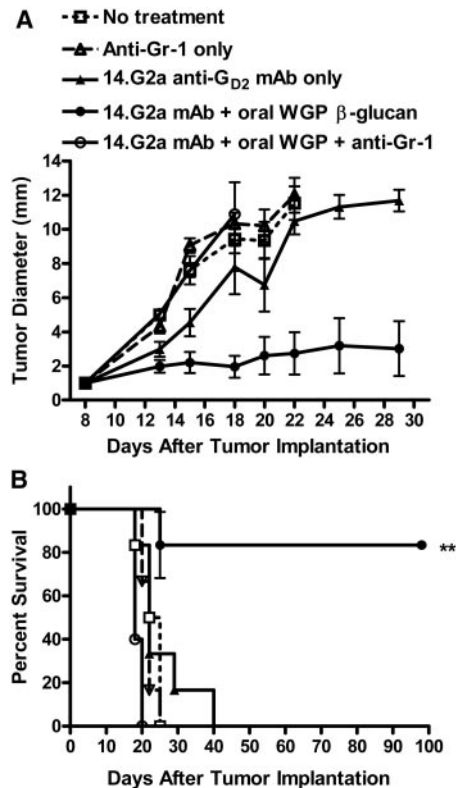 A
No treatment
Anti-Gr-1 only
14.G2a anti-GD2 mAb only
14.G2a mAb + oral WGP β-glucan
14.G2a mAb + oral WGP + anti-Gr-1
Tumor Diameter (mm)
14
12
10
8
6
4
2
0
8 10 12 14 16 18 20 22 24 26 28 30
Days After Tumor Implantation
B
Percent Survival
100
80
60
40
20
0
**
0 10 20 30 40 50 60 70 80 90 100
Days After Tumor Implantation